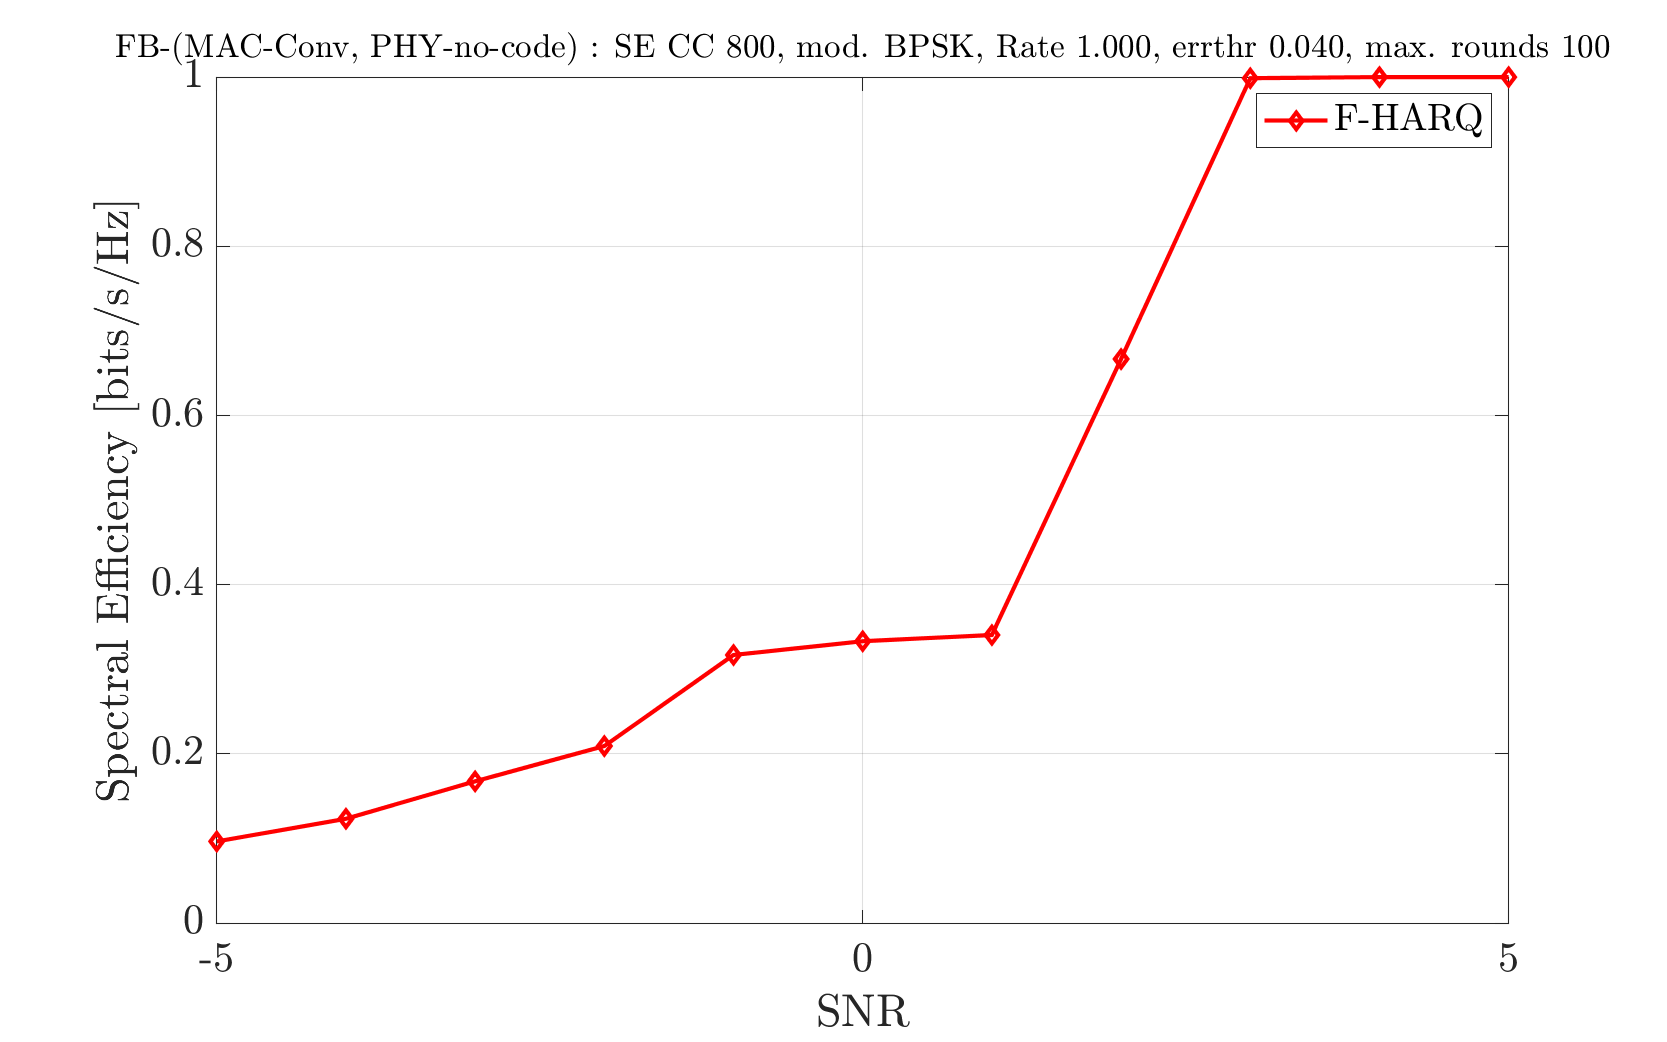 FB-(MAC-Conv, PHY-no-code) : SE CC 800, mod. BPSK, Rate 1.000, errthr 0.040, max. rounds 100
1
F-HARQ
0.8
0.6
0.4
0.2
0
Spectral Efficiency [bits/s/Hz]
-5
0
5
SNR